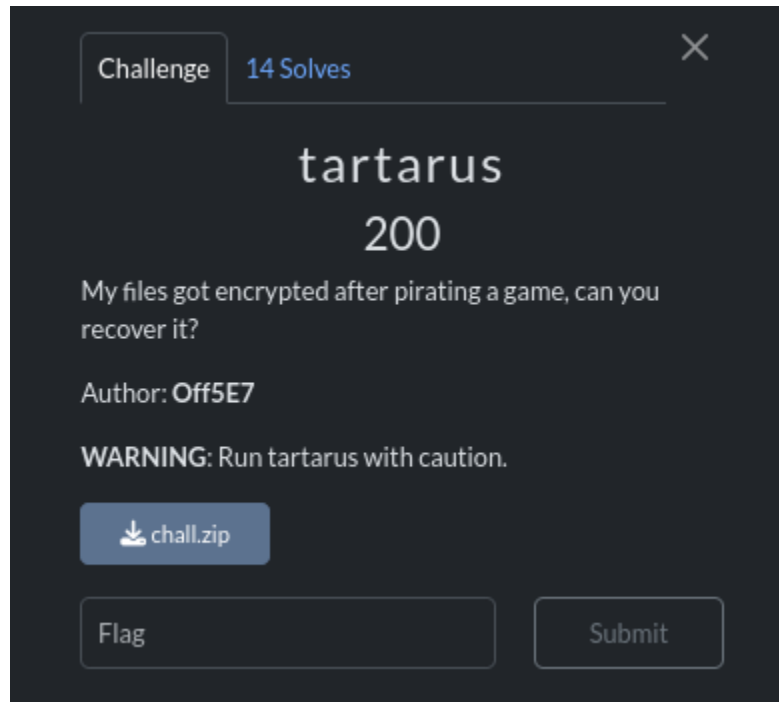 Challenge 14 Solves
tartarus
200
My files got encrypted after pirating a game, can you
recover it?
Author: Off5E7
WARNING: Run tartarus with caution.
chall.zip
Flag Submit